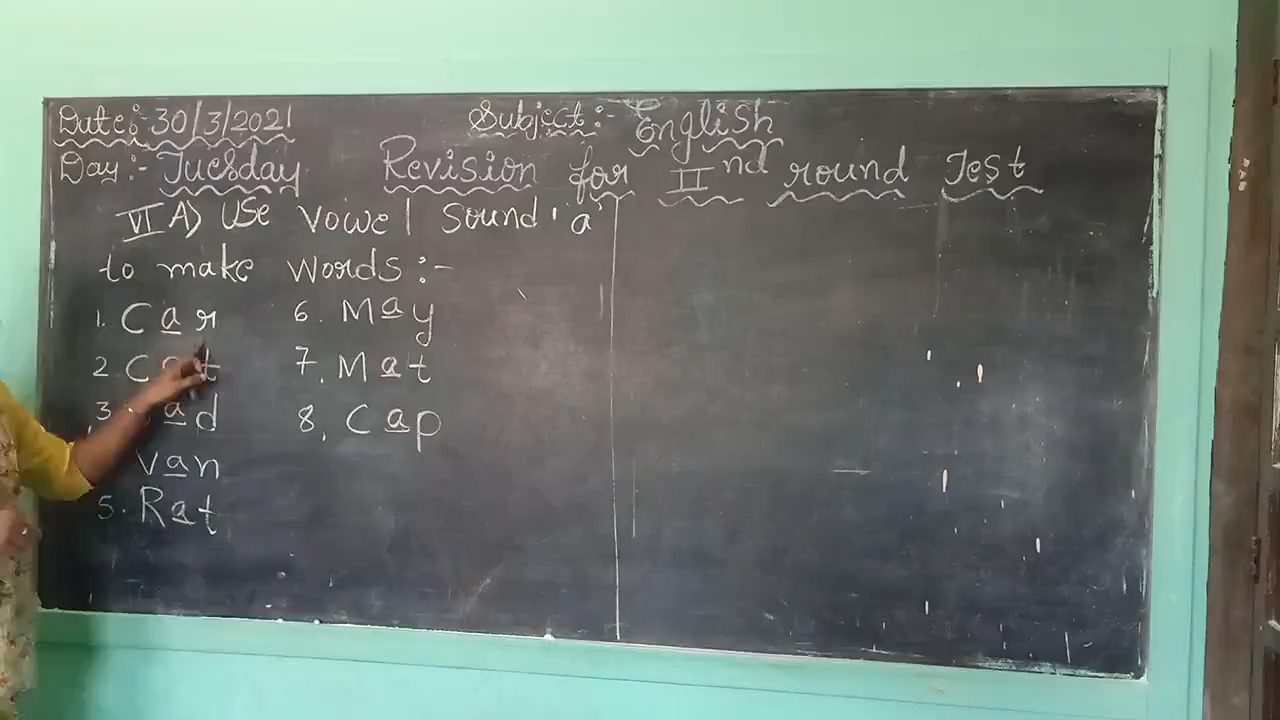 Date:-30/3/2021 Subject:- English
Day:-Tuesday Revision for IInd round Test
VI A) Use vowel sound 'a'
to make words:-
1. Car
2 Cat
3 ad
van
5. Rat
6. May
7. Mat
8. Cap